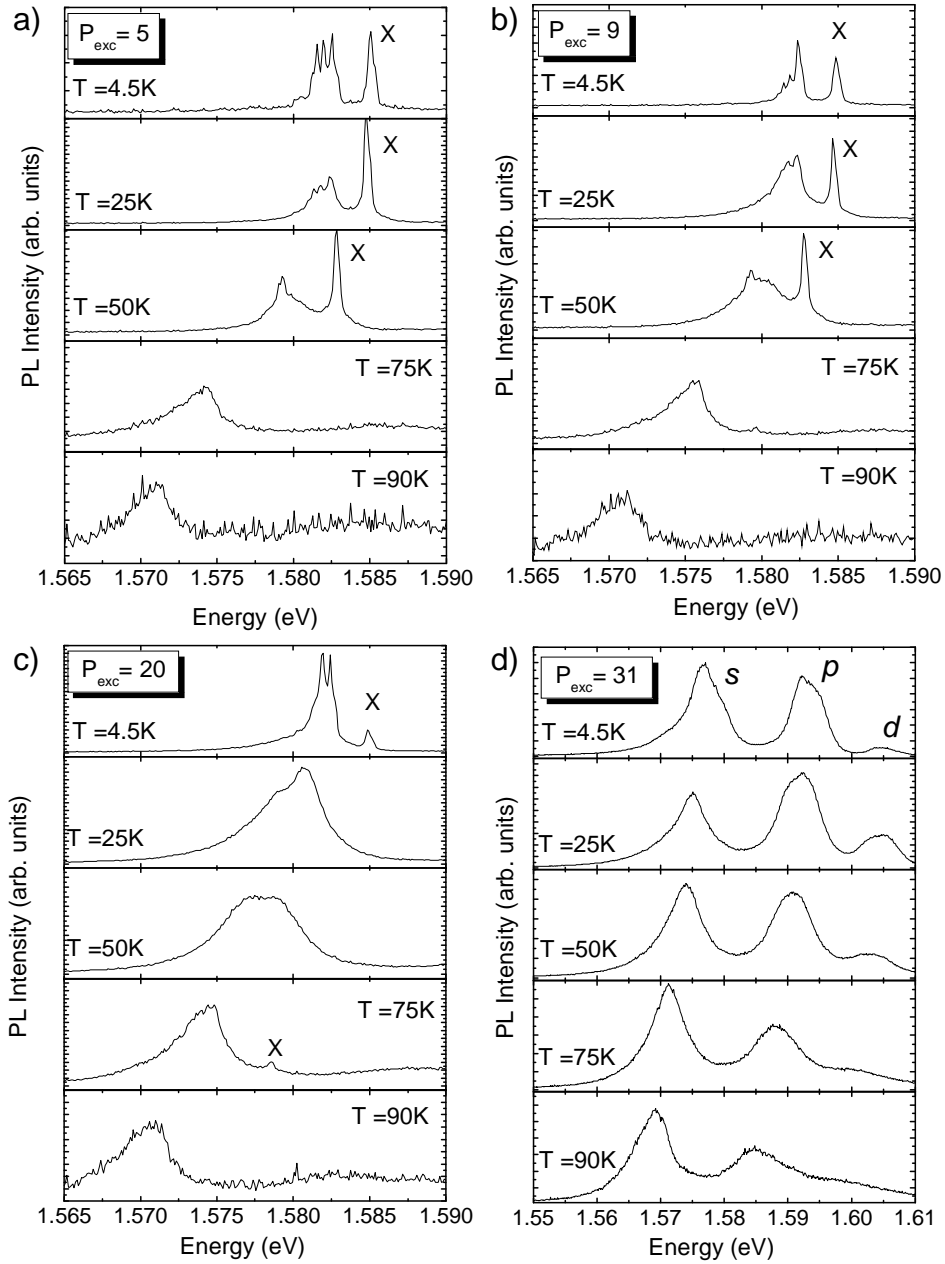 a)
P_exc = 5
X
T =4.5K
X
T =25K
X
T =50K
T =75K
T =90K
PL Intensity (arb. units)
1.565 1.570 1.575 1.580 1.585 1.590
Energy (eV)
b)
P_exc = 9
X
T =4.5K
X
T =25K
X
T =50K
T =75K
T =90K
PL Intensity (arb. units)
1.565 1.570 1.575 1.580 1.585 1.590
Energy (eV)
c)
P_exc = 20
X
T =4.5K
T =25K
T =50K
T =75K
X
T =90K
PL Intensity (arb. units)
1.565 1.570 1.575 1.580 1.585 1.590
Energy (eV)
d)
P_exc = 31
s p
d
T =4.5K
T =25K
T =50K
T =75K
T =90K
PL Intensity (arb. units)
1.55 1.56 1.57 1.58 1.59 1.60 1.61
Energy (eV)